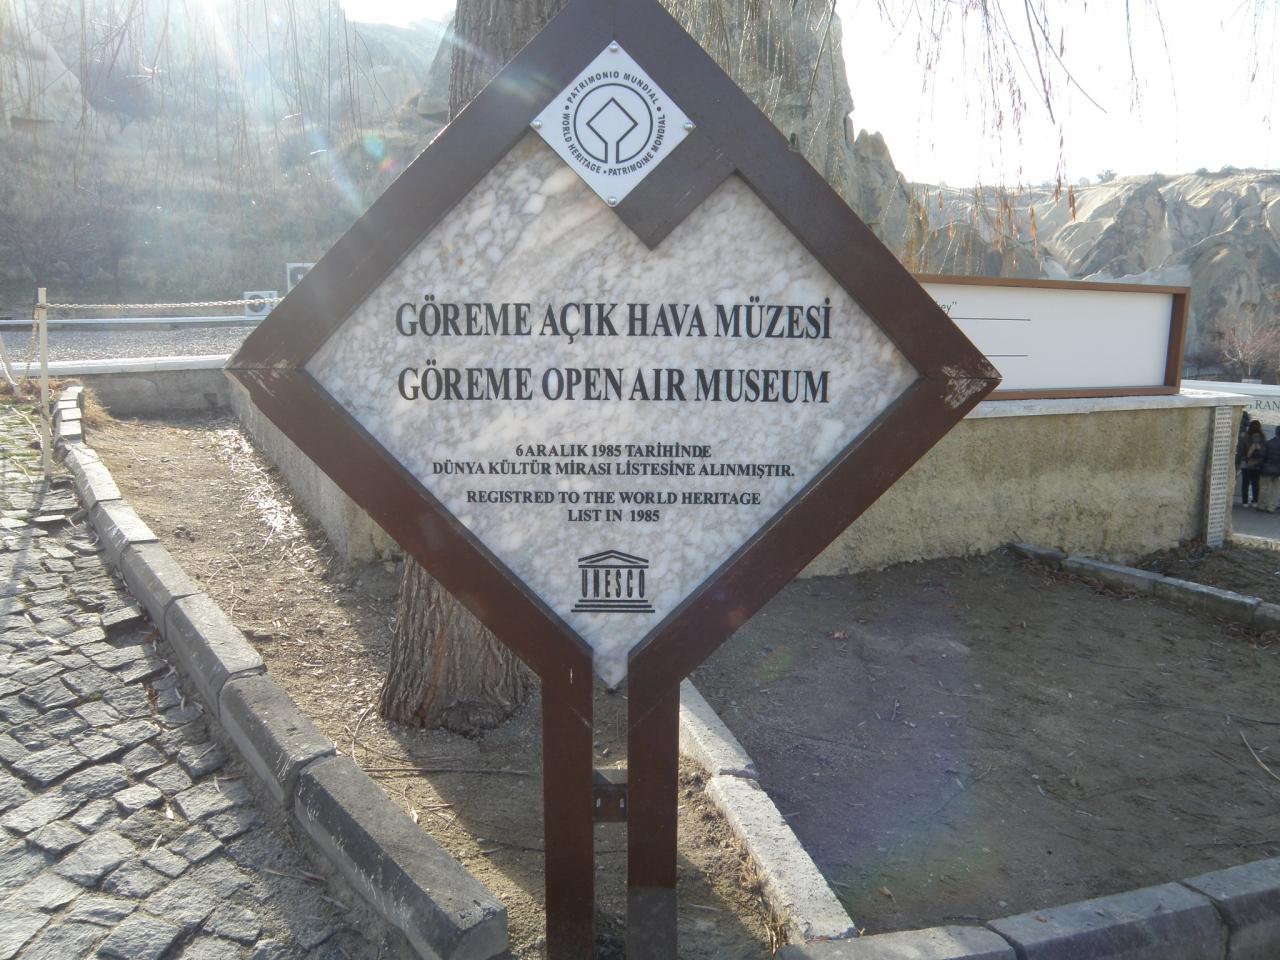 PATRIMONIO MUNDIAL • WORLD HERITAGE • PATRIMOINE MONDIAL •
GÖREME AÇIK HAVA MÜZESİ
GÖREME OPEN AIR MUSEUM
6 ARALIK 1985 TARİHİNDE
DÜNYA KÜLTÜR MİRASI LİSTESİNE ALINMIŞTIR.
REGISTRED TO THE WORLD HERITAGE
LIST IN 1985
UNESCO